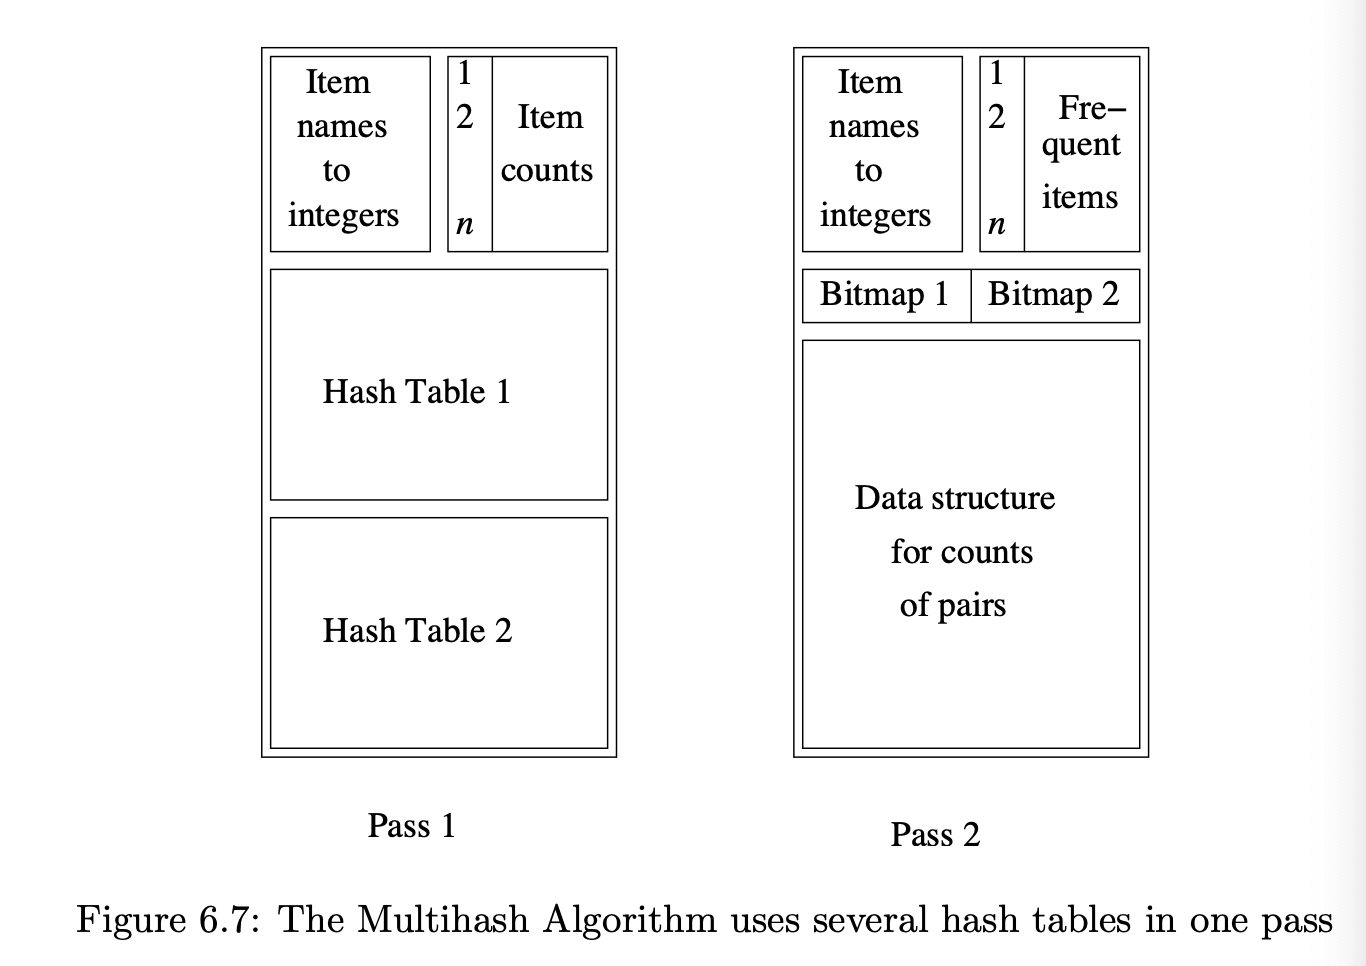 Item
names
to
integers
1
2
n
Item
counts
Hash Table 1
Hash Table 2
Pass 1
Item
names
to
integers
1
2
n
Fre–
quent
items
Bitmap 1
Bitmap 2
Data structure
for counts
of pairs
Pass 2
Figure 6.7: The Multihash Algorithm uses several hash tables in one pass